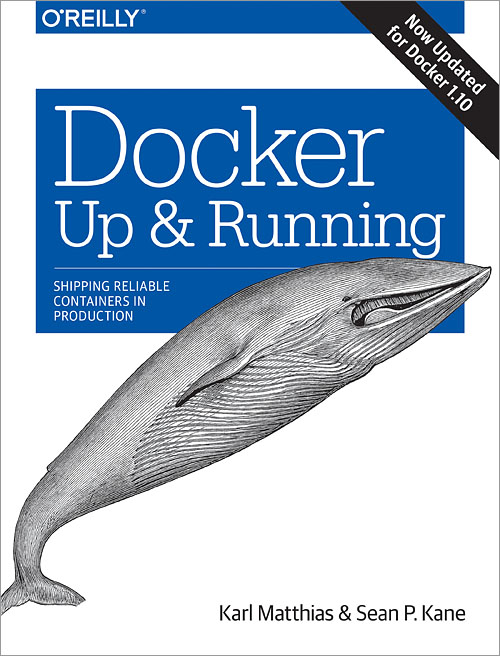 O'REILLY®
Now Updated
for Docker 1.10
Docker
Up & Running
SHIPPING RELIABLE
CONTAINERS IN
PRODUCTION
Karl Matthias & Sean P. Kane